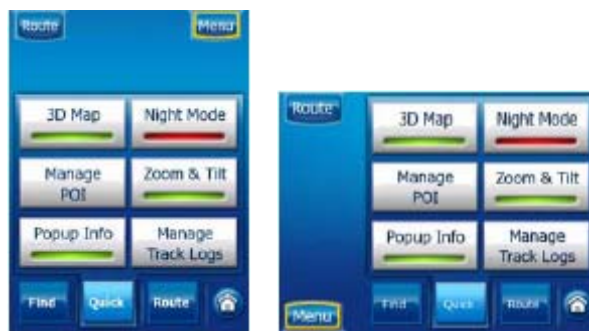 Route Menu
3D Map Night Mode
Manage
POI
Zoom & Tilt
Popup Info
Manage
Track Logs
Find Quick Route
Route
3D Map Night Mode
Manage
POI
Zoom & Tilt
Popup Info
Manage
Track Logs
Menu
Find Quick Route